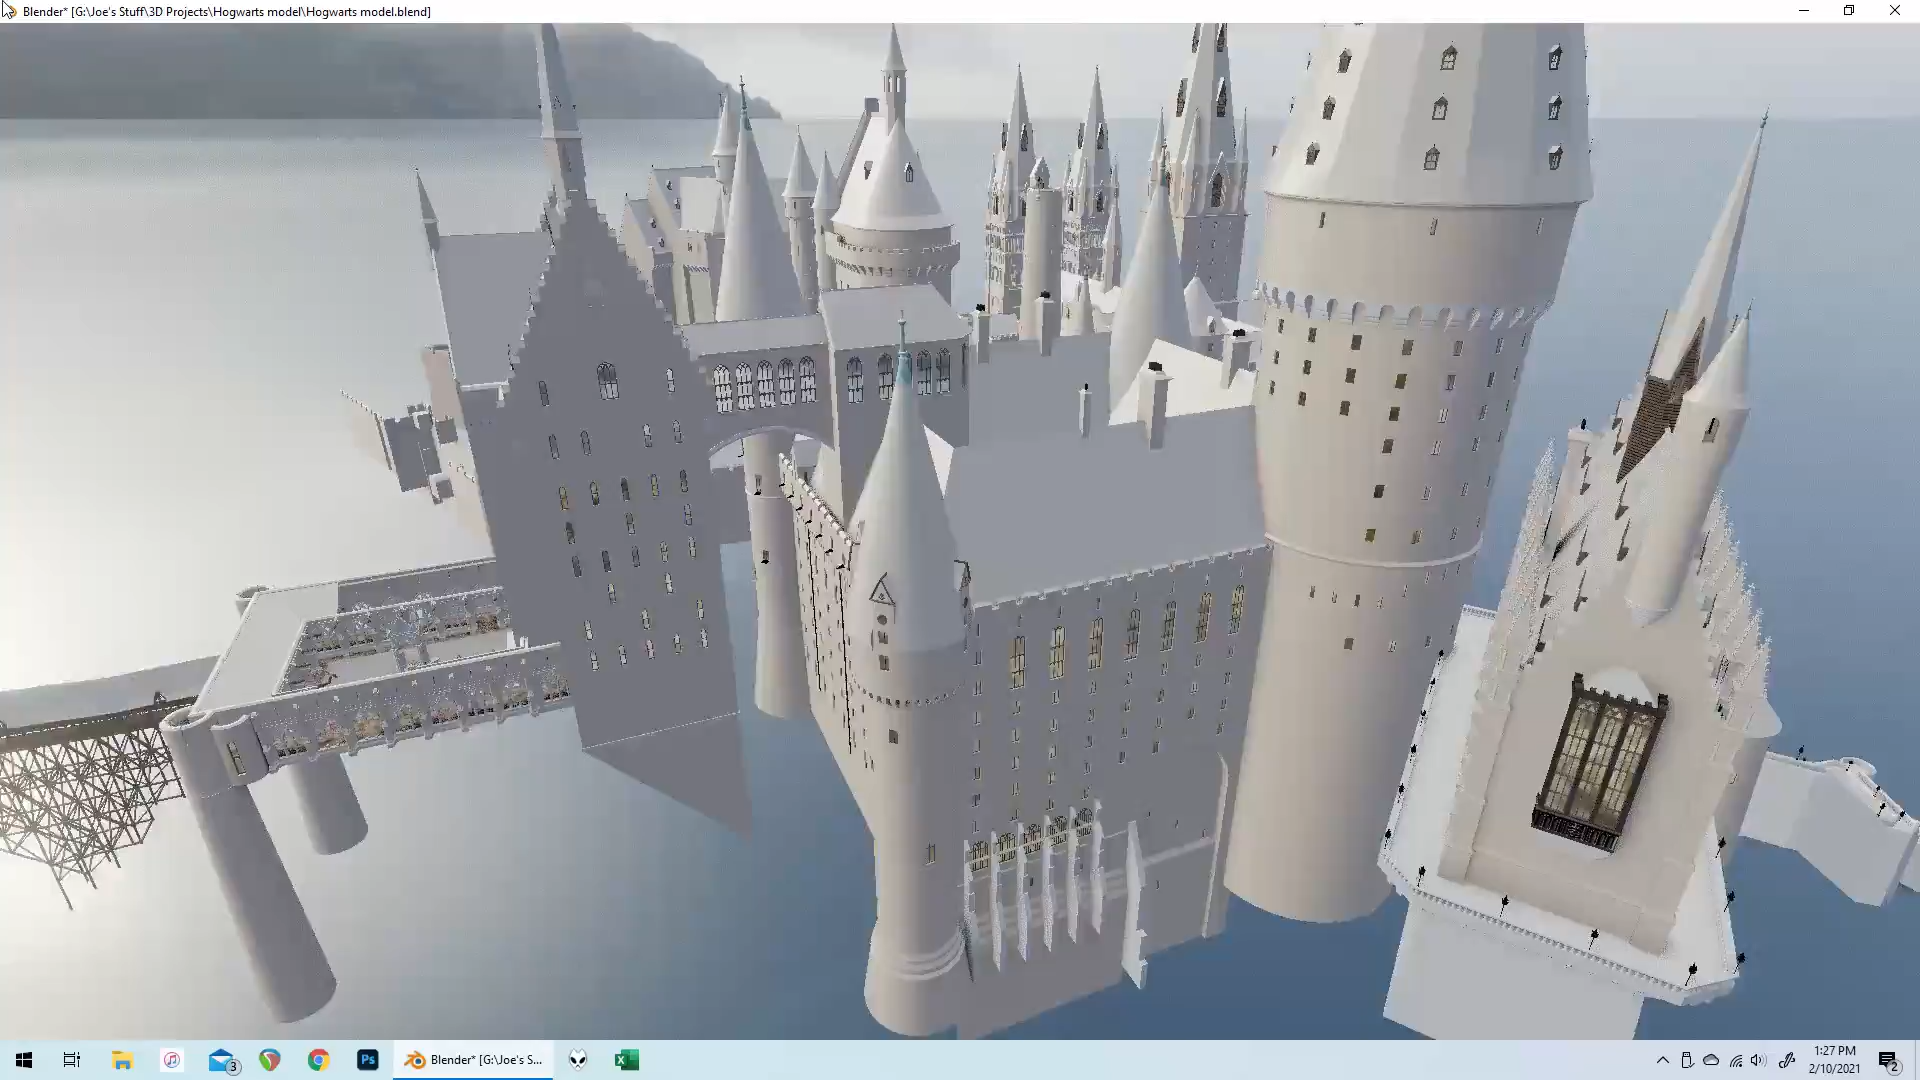 Blender* [G:\Joe's Stuff\3D Projects\Hogwarts model\Hogwarts model.blend]
3
Ps
Blender* [G:\Joe's S...
1:27 PM
2/10/2021
2